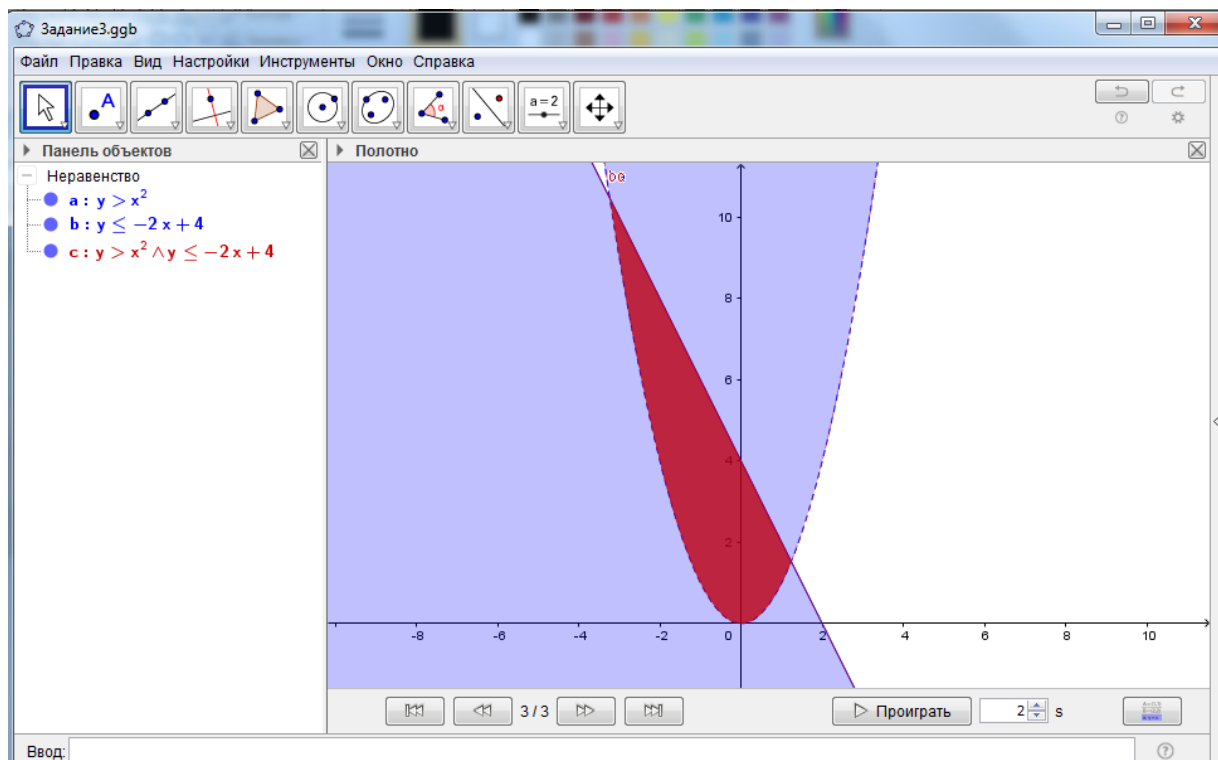 Задание3.ggb
Файл Правка Вид Настройки Инструменты Окно Справка
A α a=2
Панель объектов
Полотно
Неравенство
a : y > x²
b : y ≤ −2 x + 4
c : y > x² ∧ y ≤ −2 x + 4
10
8
6
4
2
-8 -6 -4 -2 0 2 4 6 8 10
3 / 3
Проиграть
2 s
Ввод: